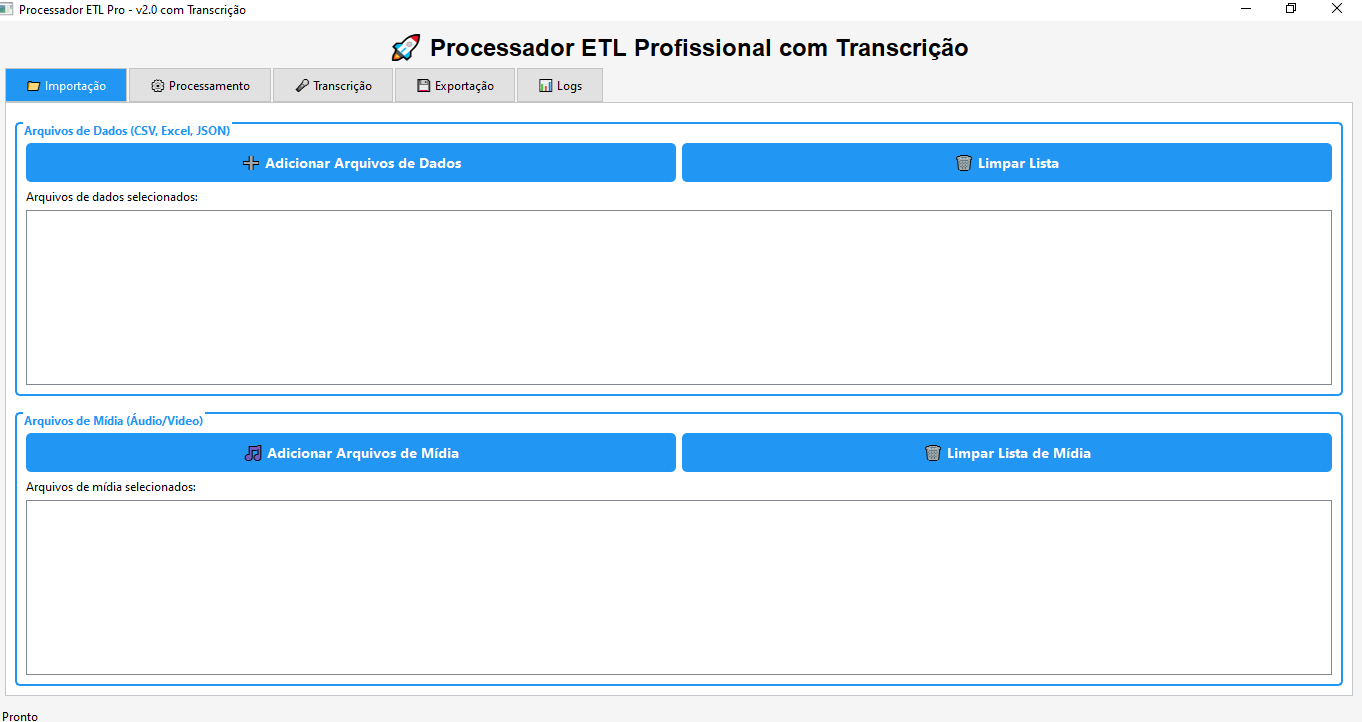 Processador ETL Pro - v2.0 com Transcrição
Processador ETL Profissional com Transcrição
Importação Processamento Transcrição Exportação Logs
Arquivos de Dados (CSV, Excel, JSON)
Adicionar Arquivos de Dados Limpar Lista
Arquivos de dados selecionados:
Arquivos de Mídia (Áudio/Video)
Adicionar Arquivos de Mídia Limpar Lista de Mídia
Arquivos de mídia selecionados:
Pronto